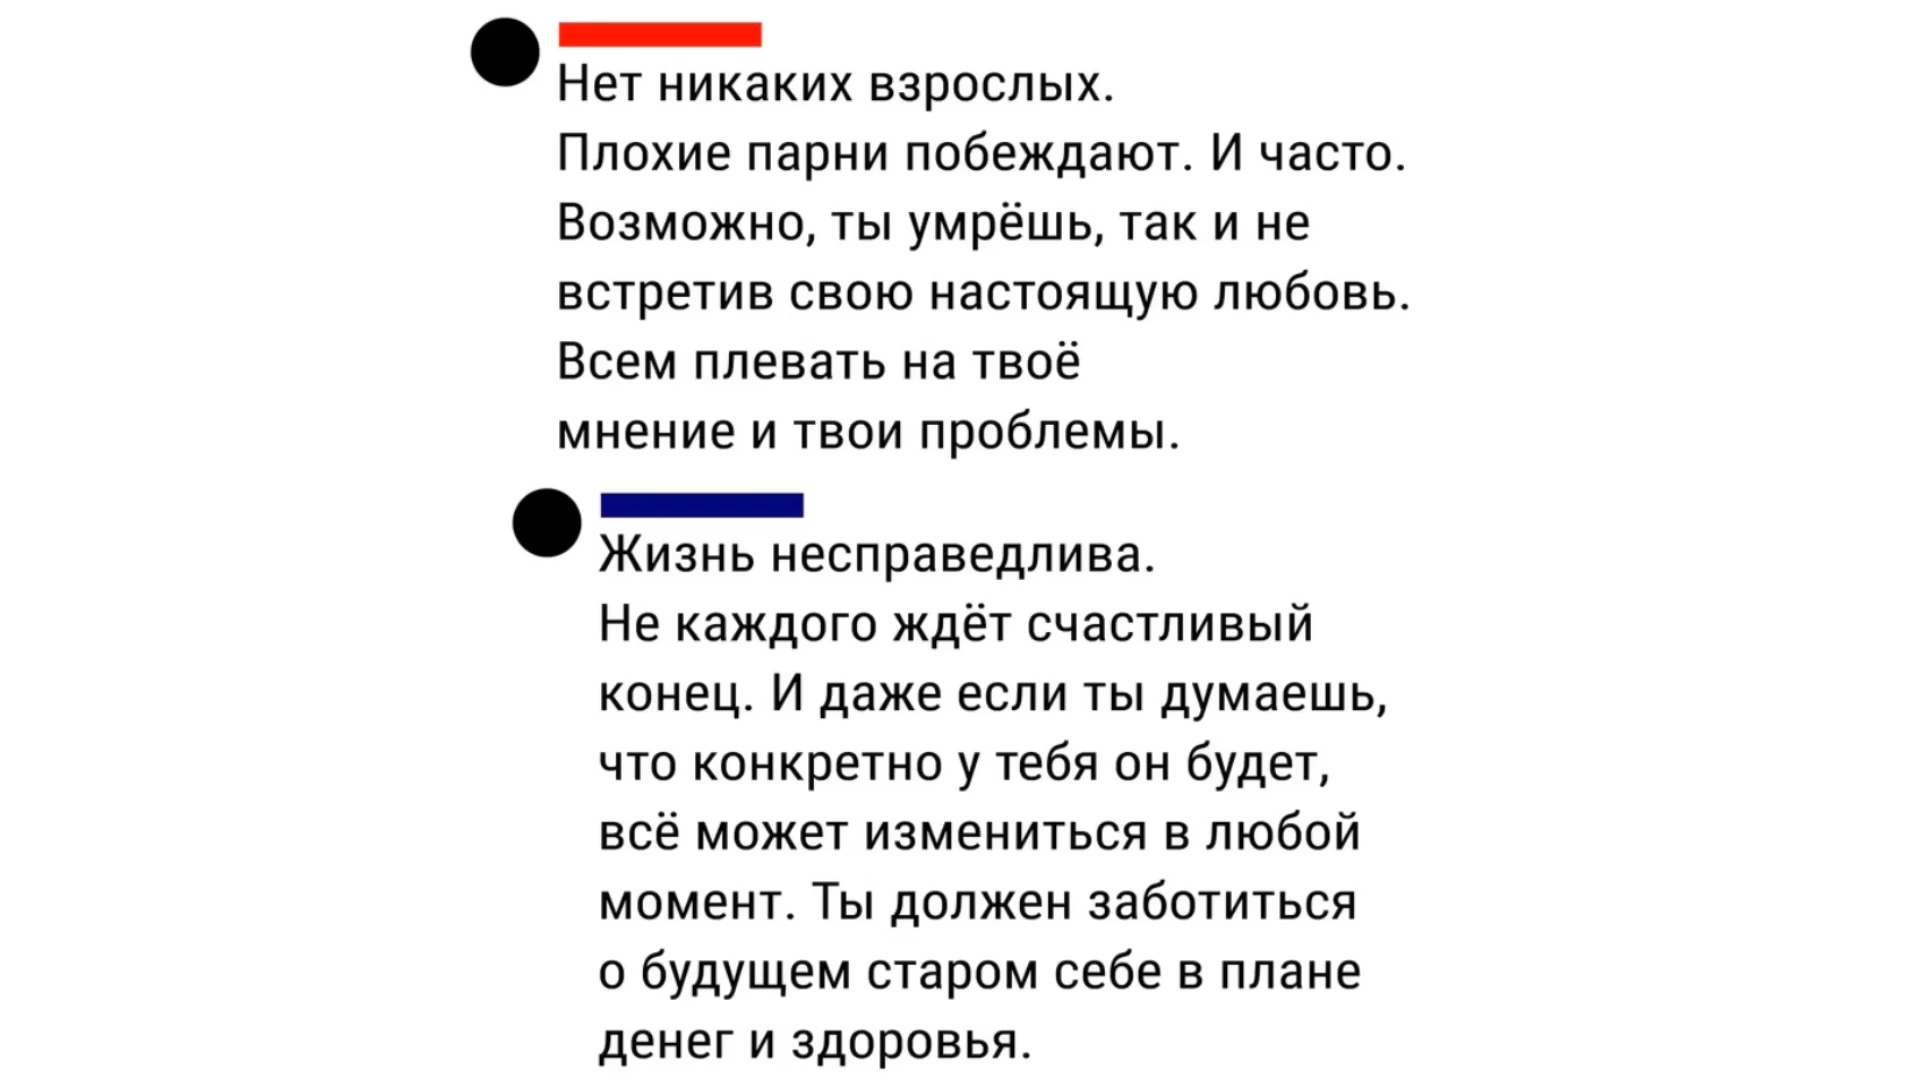 Нет никаких взрослых.
Плохие парни побеждают. И часто.
Возможно, ты умрёшь, так и не
встретив свою настоящую любовь.
Всем плевать на твоё
мнение и твои проблемы.
Жизнь несправедлива.
Не каждого ждёт счастливый
конец. И даже если ты думаешь,
что конкретно у тебя он будет,
всё может измениться в любой
момент. Ты должен заботиться
о будущем старом себе в плане
денег и здоровья.